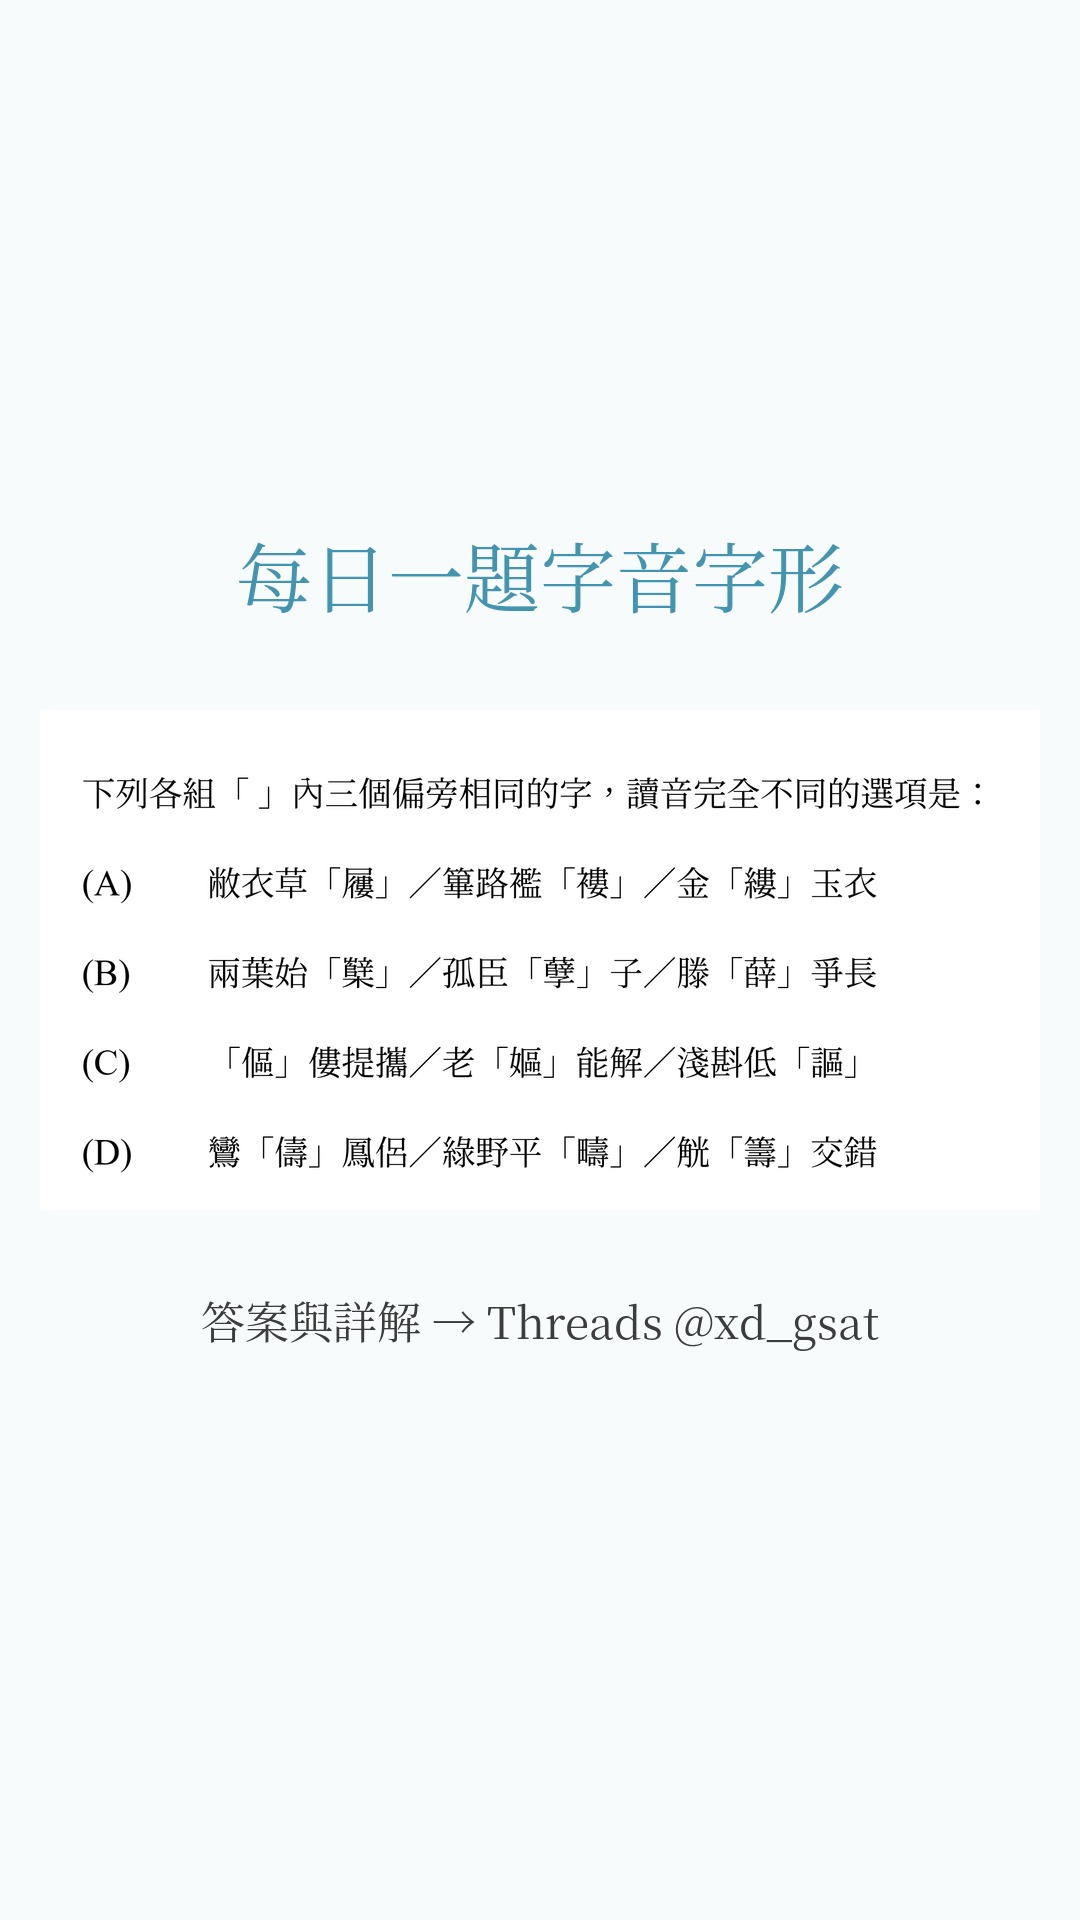 每日一題字音字形
下列各組「 」內三個偏旁相同的字，讀音完全不同的選項是：
(A) 敝衣草「屨」／篳路襤「褸」／金「縷」玉衣
(B) 兩葉始「櫱」／孤臣「孽」子／滕「薛」爭長
(C) 「傴」僂提攜／老「嫗」能解／淺斟低「謳」
(D) 鸞「儔」鳳侶／綠野平「疇」／觥「籌」交錯
答案與詳解 → Threads @xd_gsat